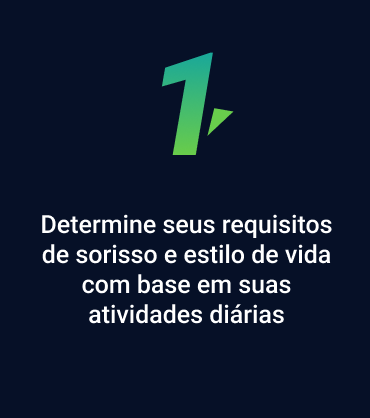 1
Determine seus requisitos
de sorisso e estilo de vida
com base em suas
atividades diárias